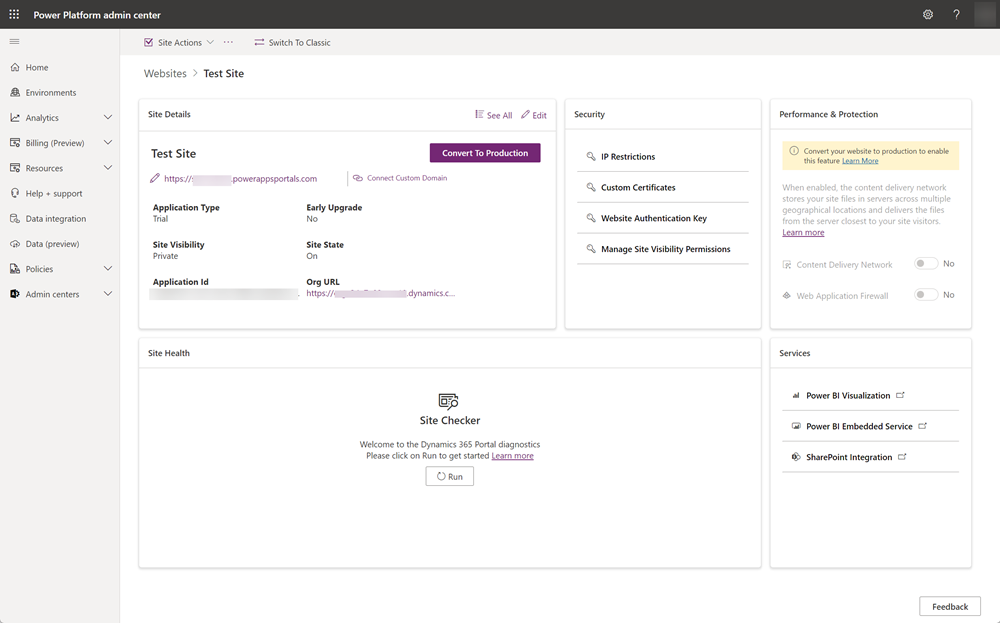 Power Platform admin center
?
Site Actions
Switch To Classic
Home
Environments
Analytics
Billing (Preview)
Resources
Help + support
Data integration
Data (preview)
Policies
Admin centers
Websites > Test Site
Site Details
See All
Edit
Test Site
Convert To Production
https://
.powerappsportals.com
Connect Custom Domain
Application Type
Trial
Early Upgrade
No
Site Visibility
Private
Site State
On
Application Id
Org URL
https://
.dynamics.c...
Security
IP Restrictions
Custom Certificates
Website Authentication Key
Manage Site Visibility Permissions
Performance & Protection
Convert your website to production to enable
this feature Learn More
When enabled, the content delivery network
stores your site files in servers across multiple
geographical locations and delivers the files
from the server closest to your site visitors.
Learn more
Content Delivery Network
No
Web Application Firewall
No
Site Health
Site Checker
Welcome to the Dynamics 365 Portal diagnostics
Please click on Run to get started Learn more
Run
Services
Power BI Visualization
Power BI Embedded Service
SharePoint Integration
Feedback